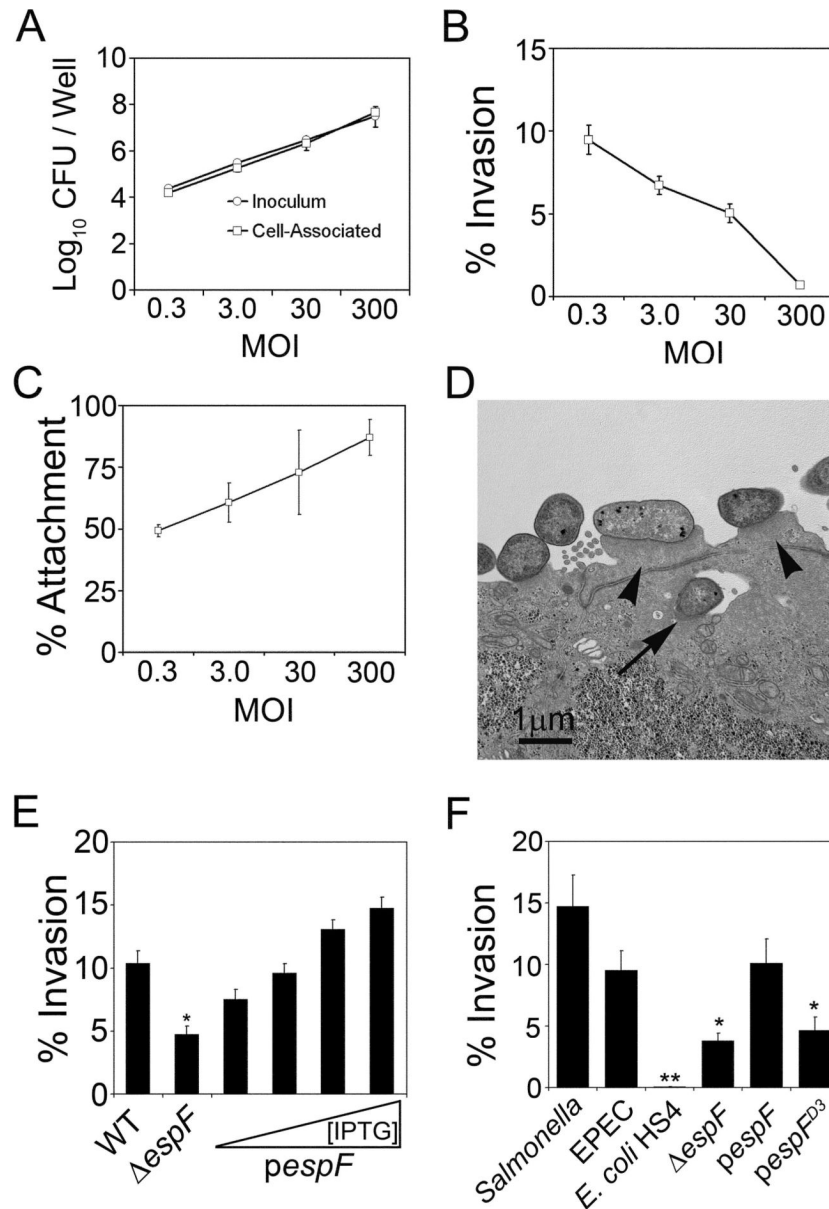 A
Log10 CFU / Well
10
8
6
4
2
0
Inoculum
Cell-Associated
0.3 3.0 30 300
MOI
B
% Invasion
15
10
5
0
0.3 3.0 30 300
MOI
C
% Attachment
100
75
50
25
0
0.3 3.0 30 300
MOI
D
1μm
E
% Invasion
20
15
10
5
0
*
WT
ΔespF
[IPTG]
pespF
F
% Invasion
20
15
10
5
0
**
*
*
Salmonella
EPEC
E. coli HS4
ΔespF
pespF
pespFD3